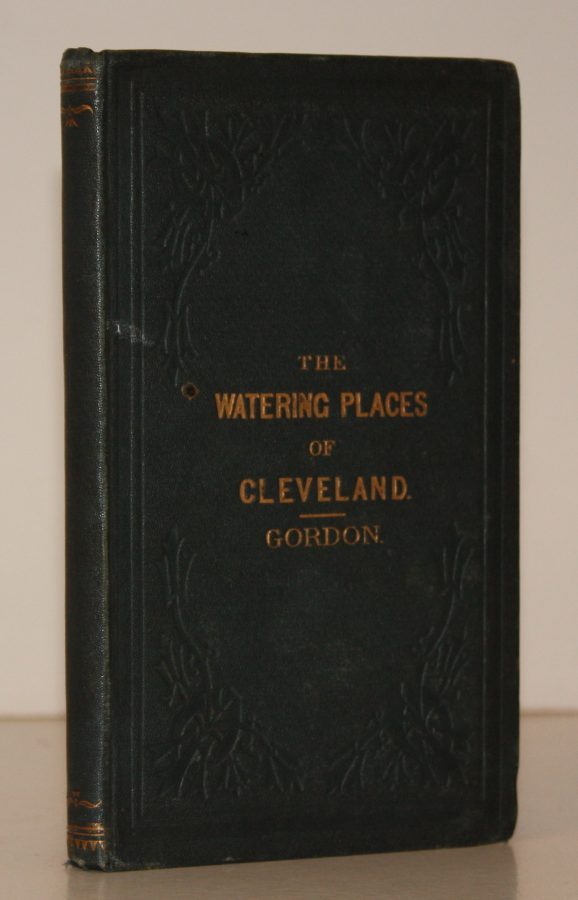 THE
WATERING PLACES
OF
CLEVELAND.
GORDON.